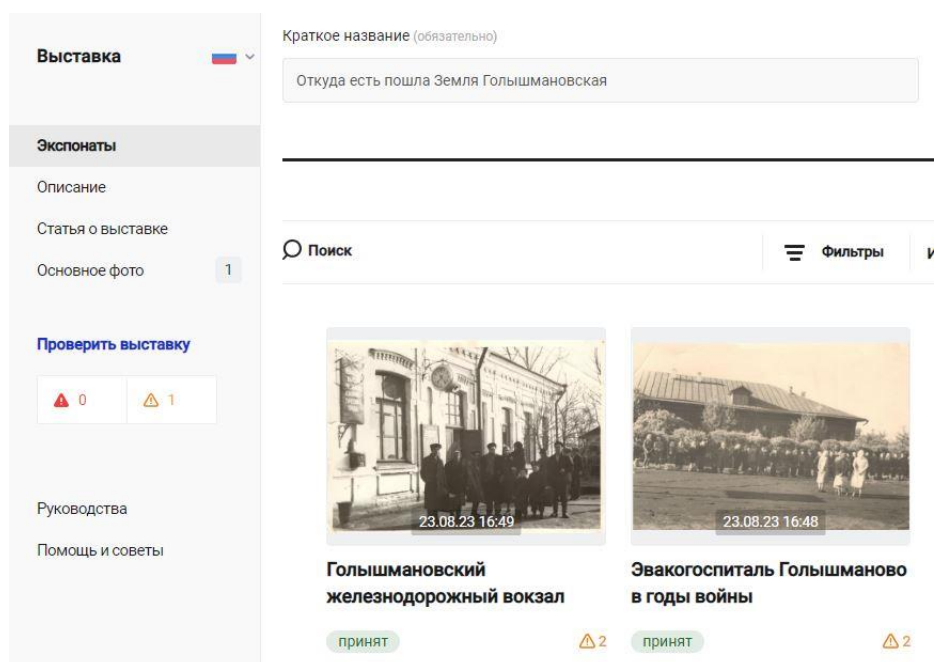 Выставка
Экспонаты
Описание
Статья о выставке
Основное фото 1
Проверить выставку
0 1
Руководства
Помощь и советы
Краткое название (обязательно)
Откуда есть пошла Земля Голышмановская
Поиск
Фильтры
23.08.23 16:49
Голышмановский
железнодорожный вокзал
принят 2
23.08.23 16:48
Эвакогоспиталь Голышманово
в годы войны
принят 2